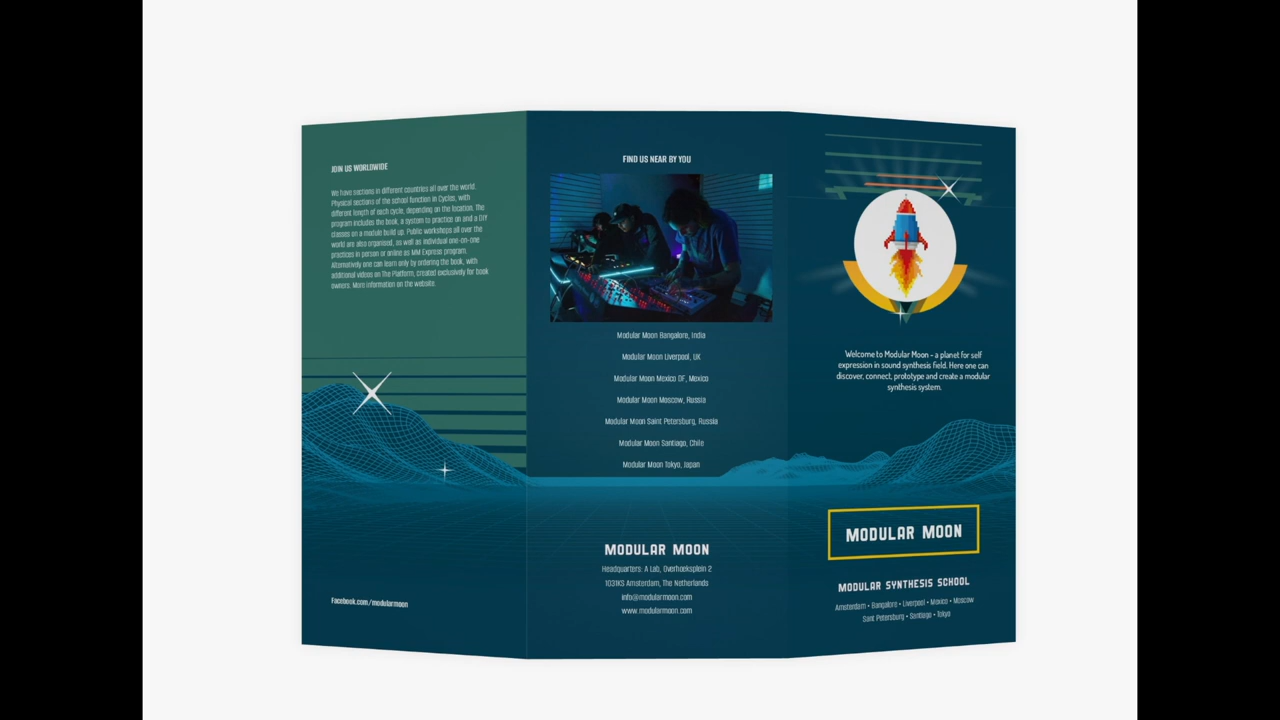 JOIN US WORLDWIDE
We have sections in different countries all over the world.
Physical sections of the school function in Cycles, with
different length of each cycle, depending on the location. The
program includes the book, a system to practice on and a DIY
classes on a module build up. Public workshops all over the
world are also organised, as well as individual one-on-one
practices in person or online as MM Express program.
Alternatively one can learn only by ordering the book, with
additional videos on The Platform, created exclusively for book
owners. More information on the website.
Facebook.com/modularmoon
FIND US NEAR BY YOU
Modular Moon Bangalore, India
Modular Moon Liverpool, UK
Modular Moon Mexico DF, Mexico
Modular Moon Moscow, Russia
Modular Moon Saint Petersburg, Russia
Modular Moon Santiago, Chile
Modular Moon Tokyo, Japan
MODULAR MOON
Headquarters: A Lab, Overhoeksplein 2
1031KS Amsterdam, The Netherlands
info@modularmoon.com
www.modularmoon.com
Welcome to Modular Moon - a planet for self
expression in sound synthesis field. Here one can
discover, connect, prototype and create a modular
synthesis system.
MODULAR MOON
MODULAR SYNTHESIS SCHOOL
Amsterdam • Bangalore • Liverpool • Mexico • Moscow
Sant Petersburg • Santiago • Tokyo